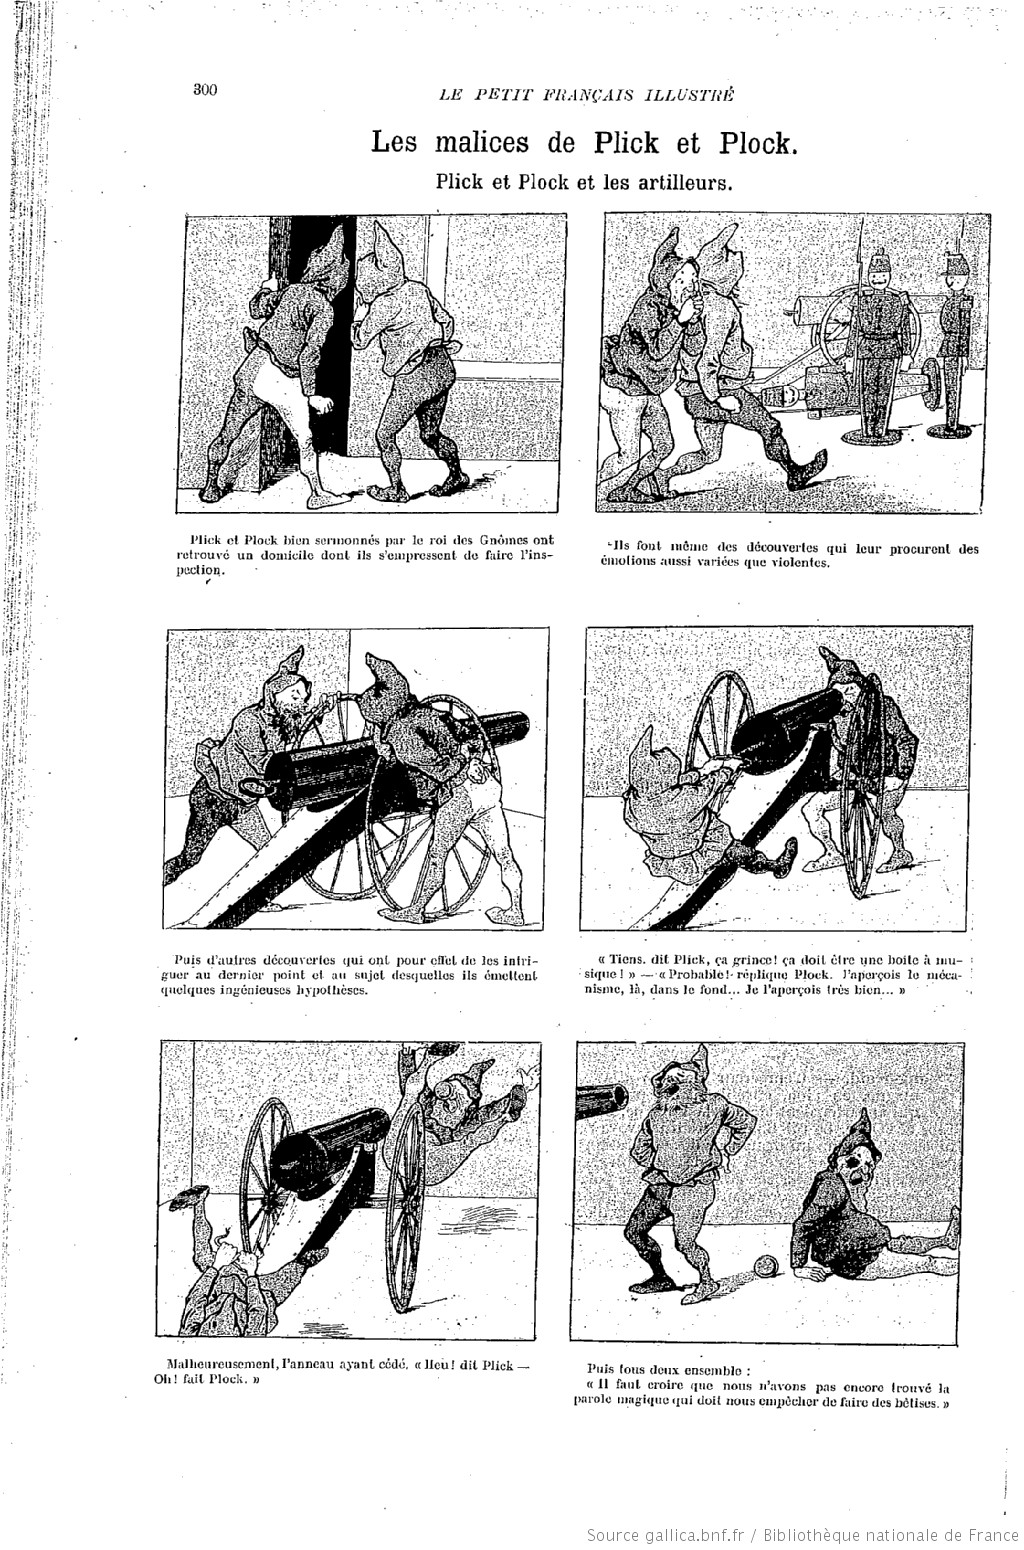 300
LE PETIT FRANÇAIS ILLUSTRÉ
Les malices de Plick et Plock.
Plick et Plock et les artilleurs.
Plick et Plock bien sermonnés par le roi des Gnômes ont
retrouvé un domicile dont ils s'empressent de faire l'ins-
pection.
Ils font même des découvertes qui leur procurent des
émotions aussi variées que violentes.
Puis d'autres découvertes qui ont pour effet de les intri-
guer au dernier point et au sujet desquelles ils émettent
quelques ingénieuses hypothèses.
« Tiens. dit Plick, ça grince! ça doit être une boîte à mu-
sique! » — « Probable! réplique Plock. J'aperçois le méca-
nisme, là, dans le fond... Je l'aperçois très bien... »
Malheureusement, l'anneau ayant cédé, « Heu! dit Plick —
Oh! fait Plock. »
Puis tous deux ensemble :
« Il faut croire que nous n'avons pas encore trouvé la
parole magique qui doit nous empêcher de faire des bêtises. »
Source gallica.bnf.fr / Bibliothèque nationale de France